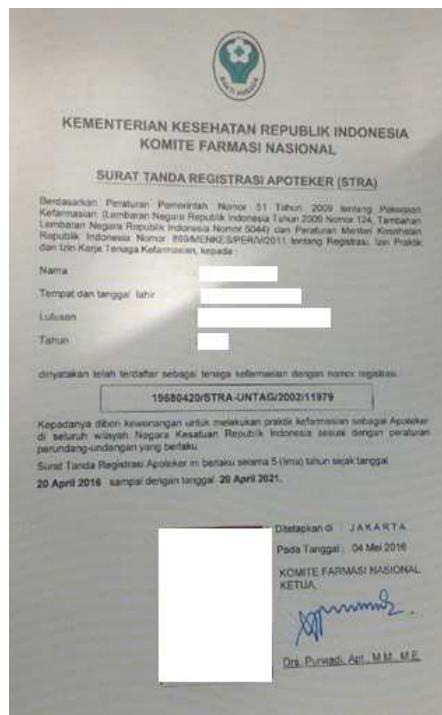 BAKTI HUSADA
KEMENTERIAN KESEHATAN REPUBLIK INDONESIA
KOMITE FARMASI NASIONAL
SURAT TANDA REGISTRASI APOTEKER (STRA)
Berdasarkan Peraturan Pemerintah Nomor 51 Tahun 2009 tentang Pekerjaan
Kefarmasian (Lembaran Negara Republik Indonesia Tahun 2009 Nomor 124, Tambahan
Lembaran Negara Republik Indonesia Nomor 5044) dan Peraturan Menteri Kesehatan
Republik Indonesia Nomor 889/MENKES/PER/V/2011 tentang Registrasi, Izin Praktik
dan Izin Kerja Tenaga Kefarmasian, kepada :
Nama
Tempat dan tanggal lahir
Lulusan
Tahun
dinyatakan telah terdaftar sebagai tenaga kefarmasian dengan nomor registrasi
19680420/STRA-UNTAG/2002/11979
Kepadanya diberi kewenangan untuk melakukan praktik kefarmasian sebagai Apoteker
di seluruh wilayah Negara Kesatuan Republik Indonesia sesuai dengan peraturan
perundang-undangan yang berlaku.
Surat Tanda Registrasi Apoteker ini berlaku selama 5 (lima) tahun sejak tanggal
20 April 2016 sampai dengan tanggal 20 April 2021.
Ditetapkan di : JAKARTA
Pada Tanggal : 04 Mei 2016
KOMITE FARMASI NASIONAL
KETUA,
Drs. Purwadi, Apt., M.M., M.E.